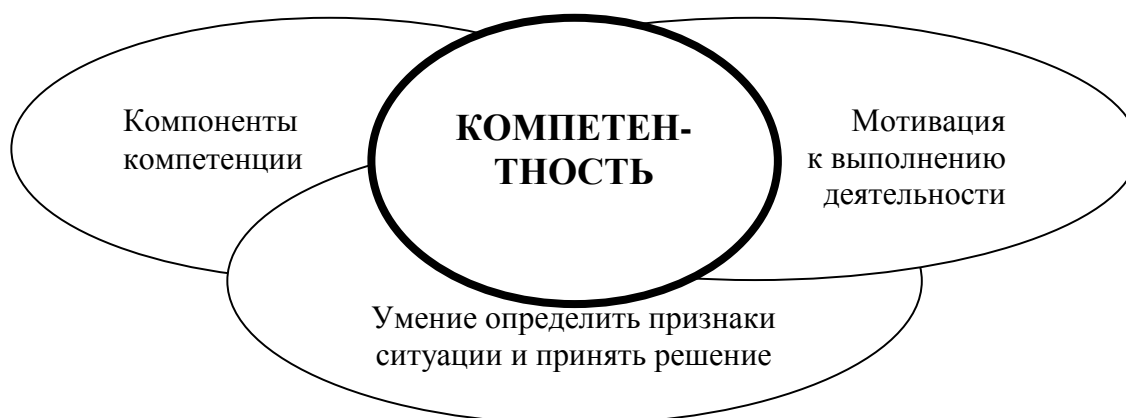 Компоненты
компетенции
КОМПЕТЕН-
ТНОСТЬ
Мотивация
к выполнению
деятельности
Умение определить признаки
ситуации и принять решение